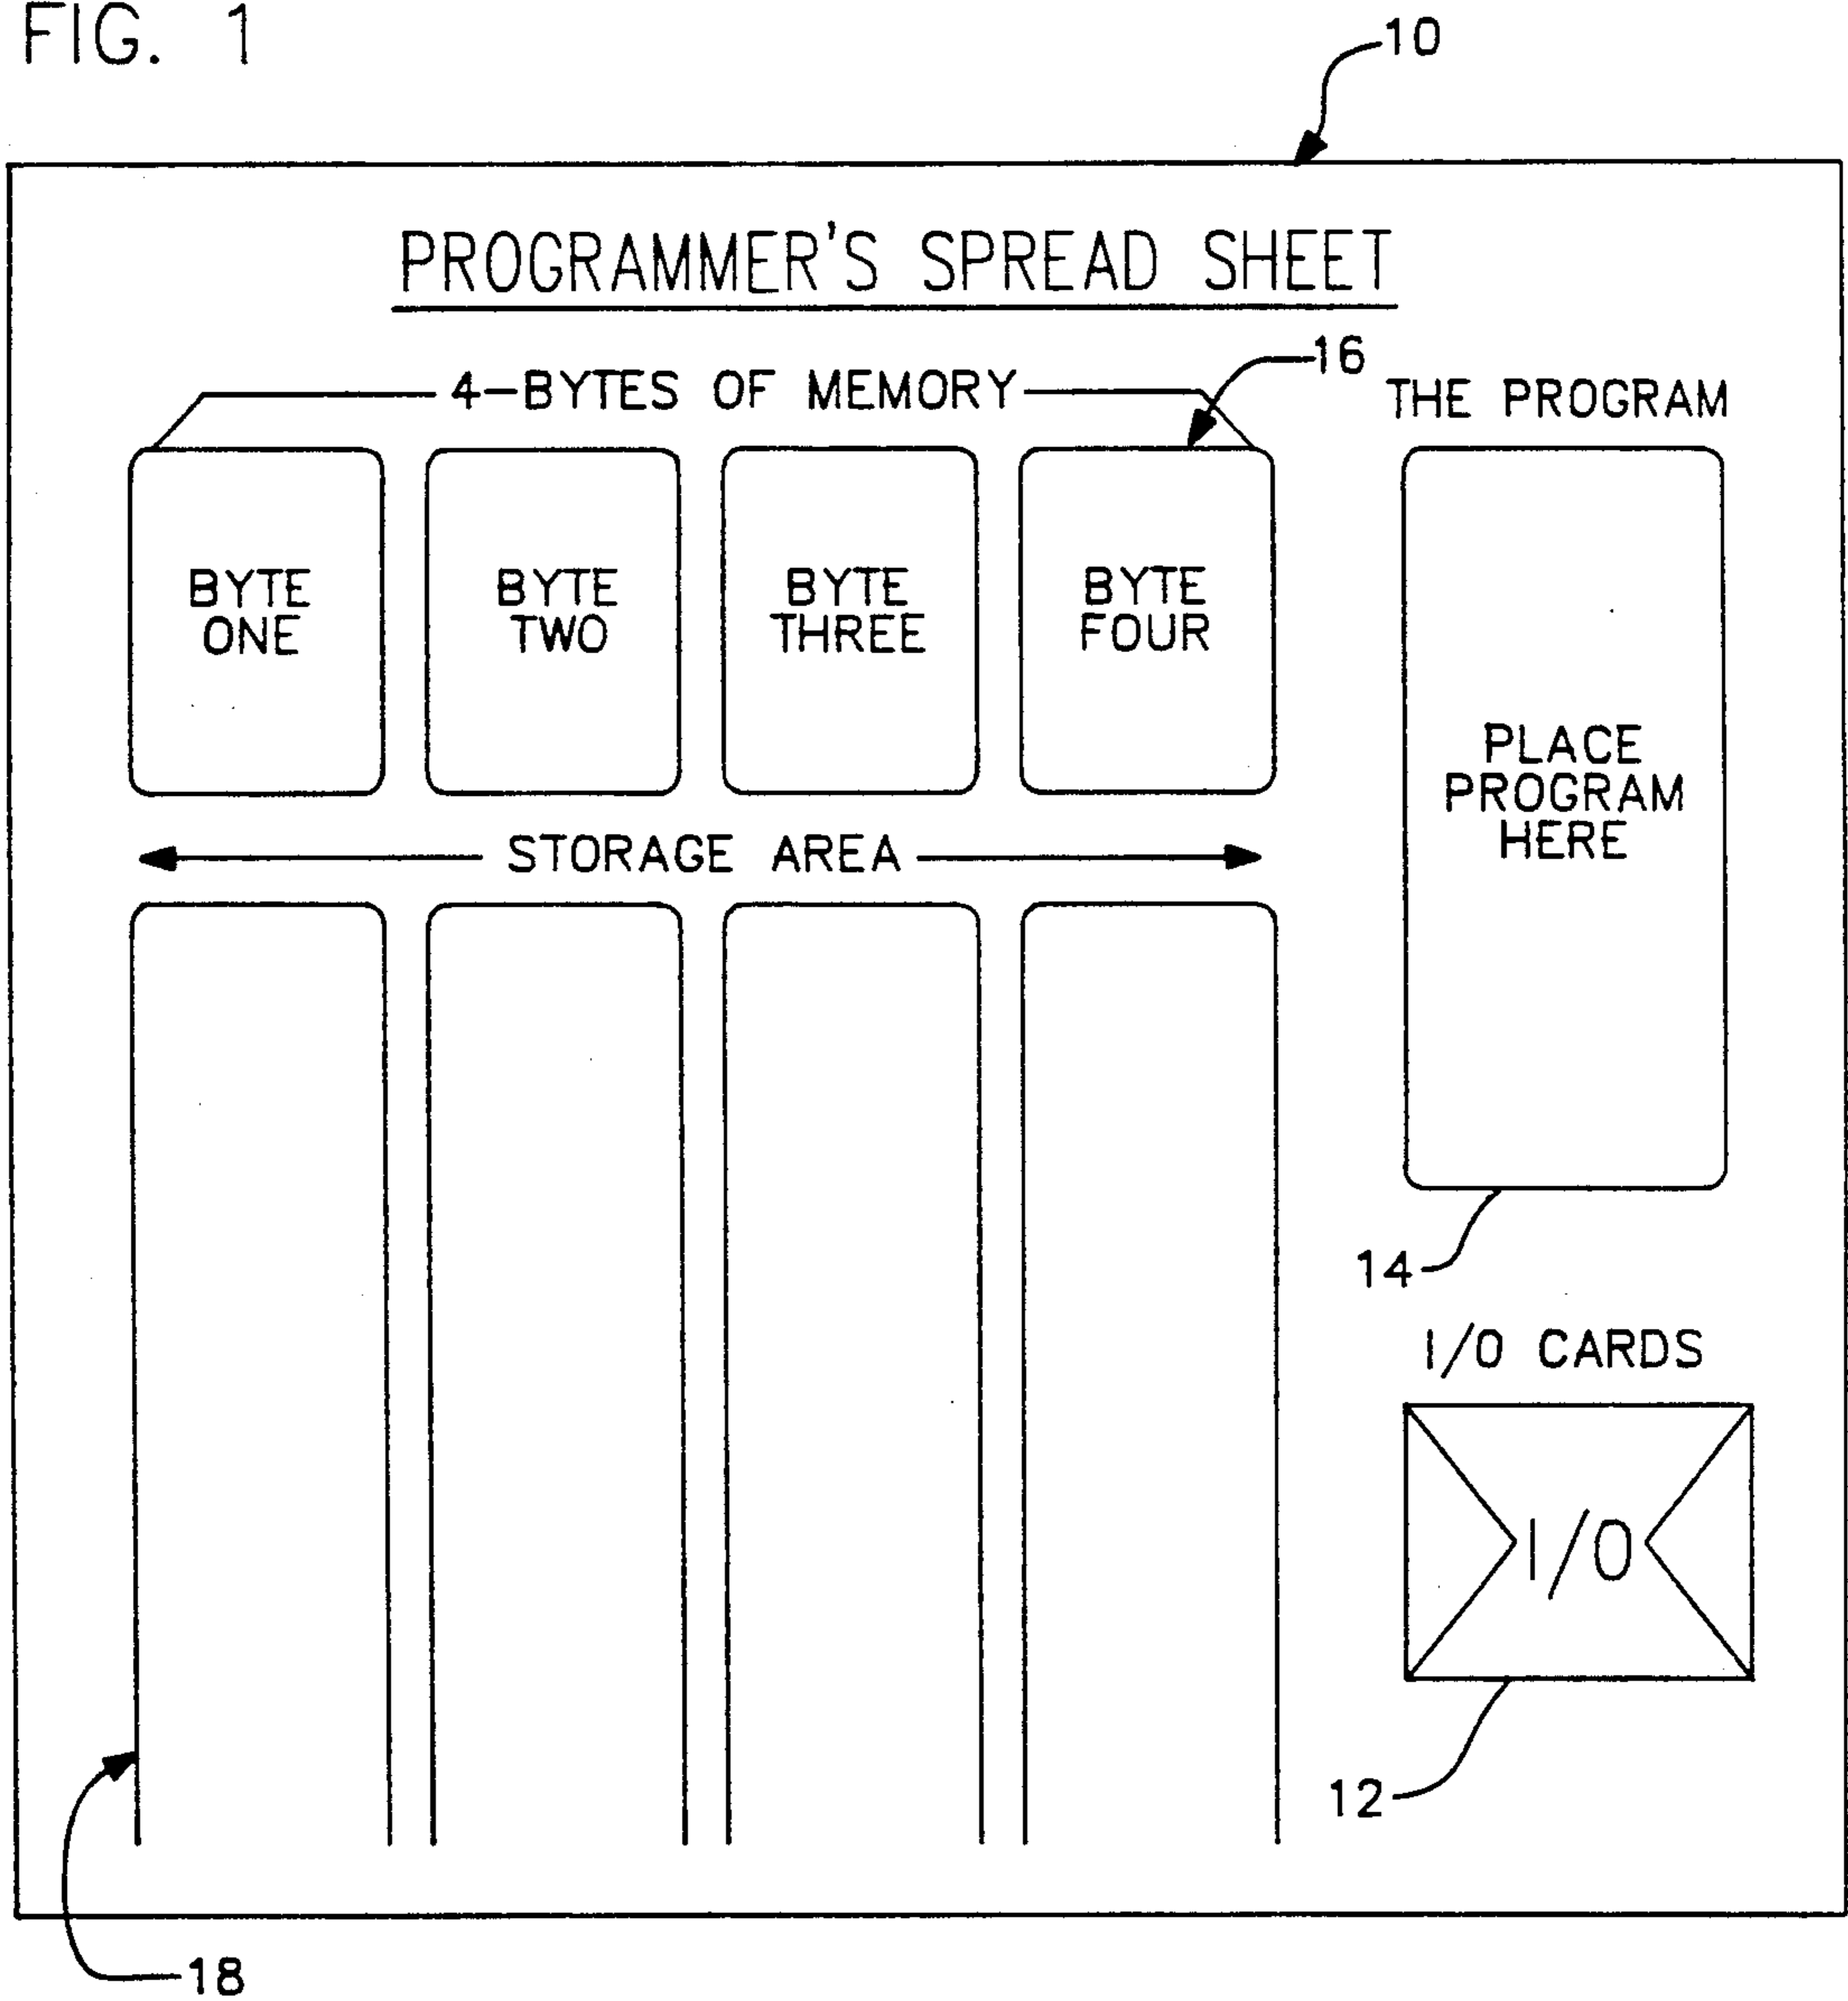 FIG. 1
10
PROGRAMMER'S SPREAD SHEET
16
4-BYTES OF MEMORY
THE PROGRAM
BYTE
ONE
BYTE
TWO
BYTE
THREE
BYTE
FOUR
PLACE
PROGRAM
HERE
STORAGE AREA
14
I/O CARDS
I/O
12
18